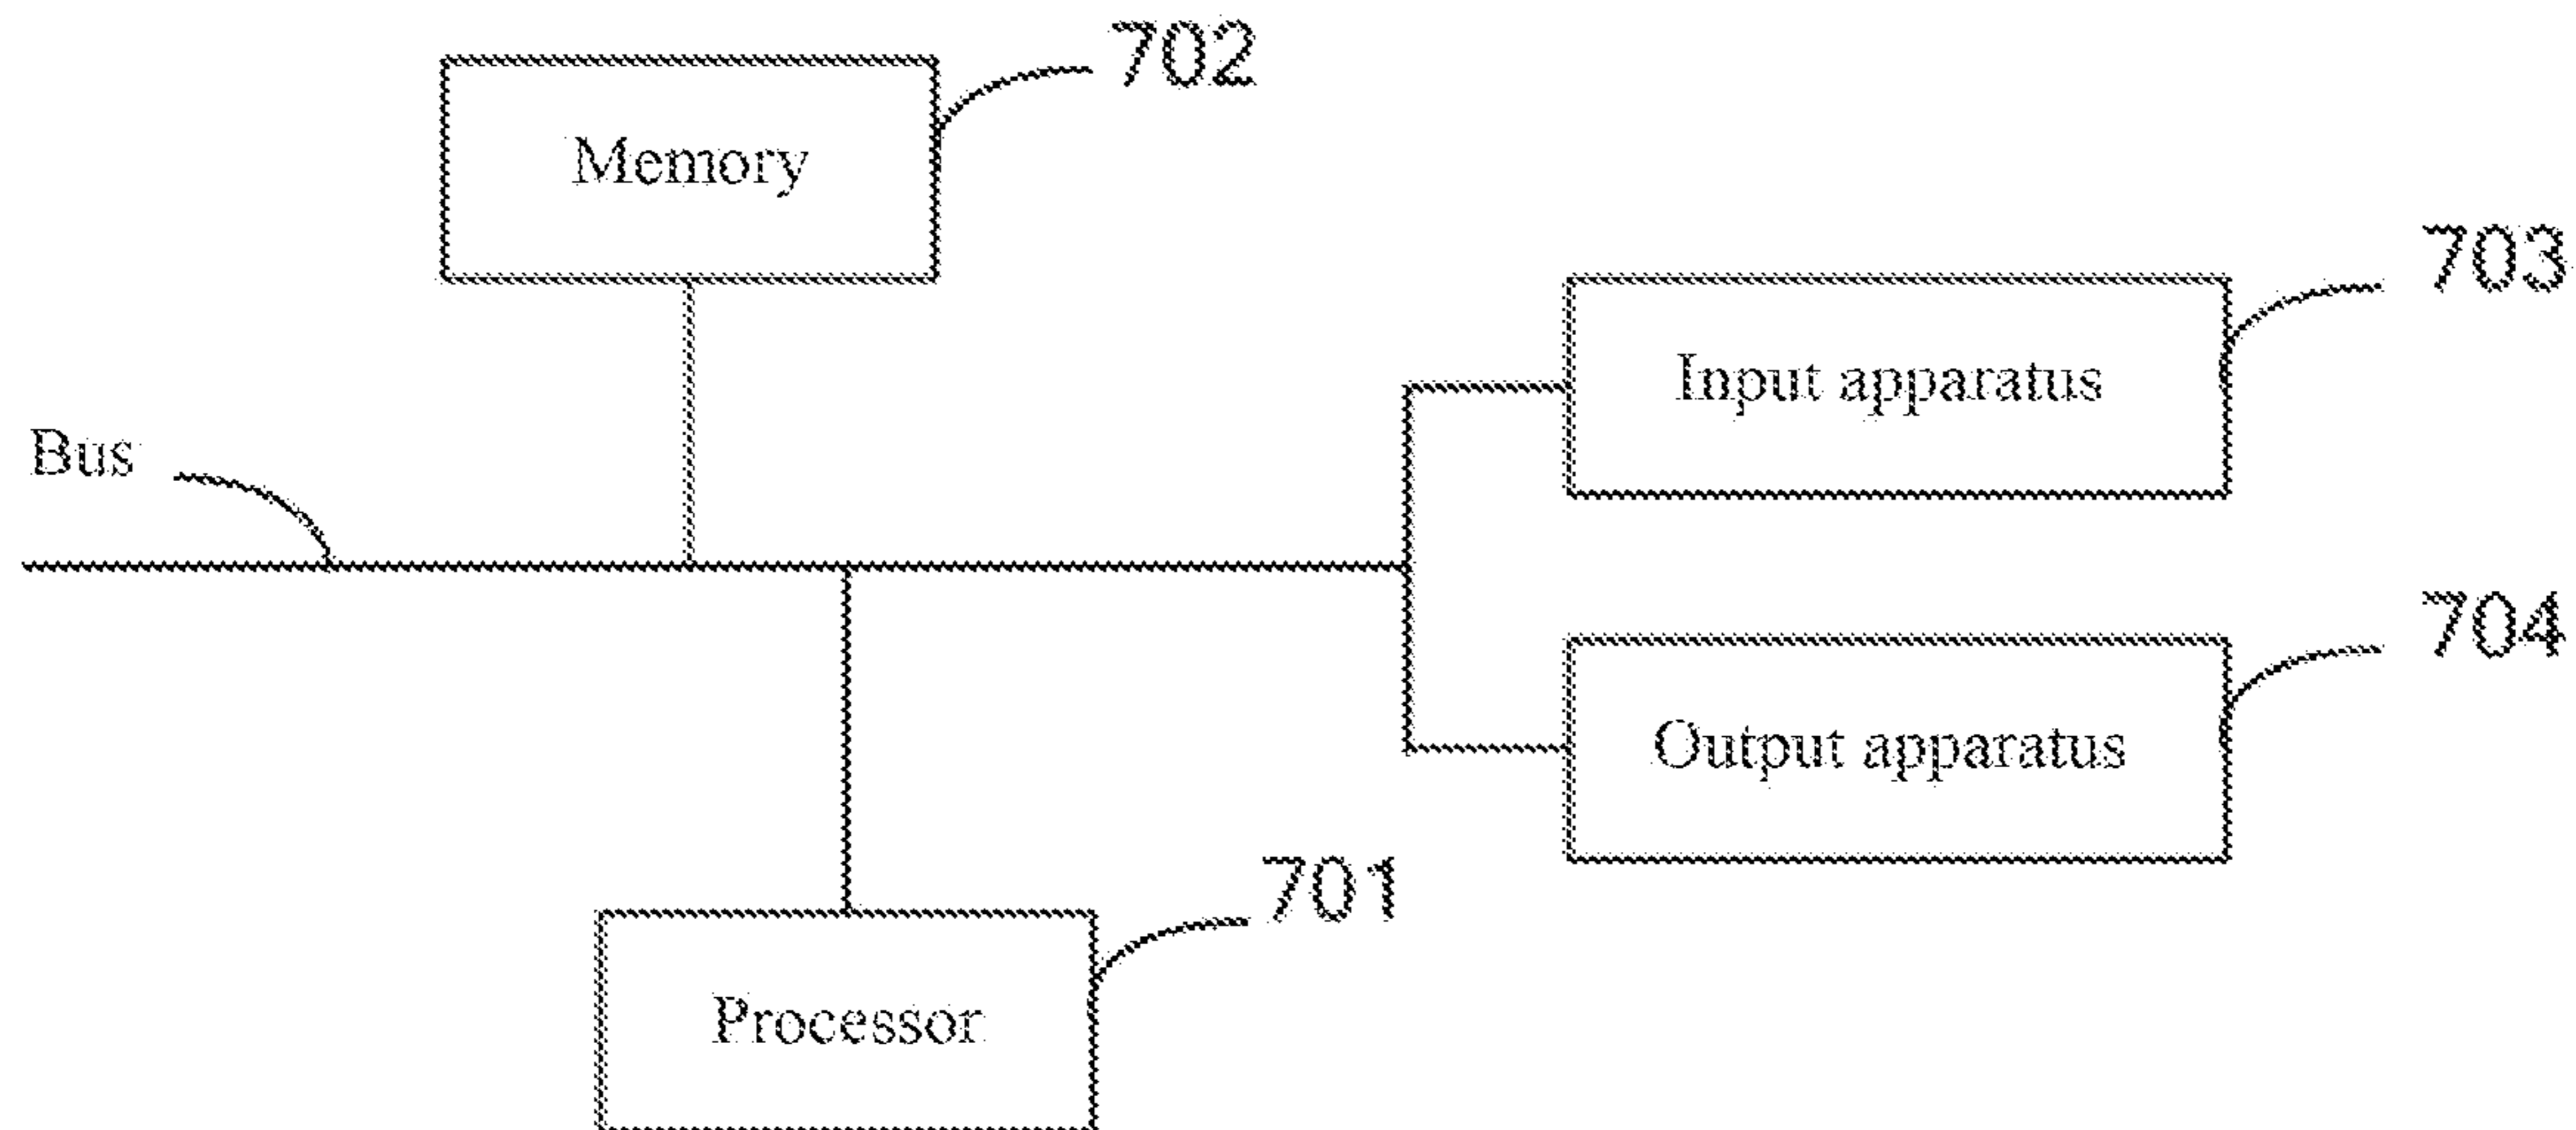 702
Memory
703
Input apparatus
Bus
704
Output apparatus
701
Processor